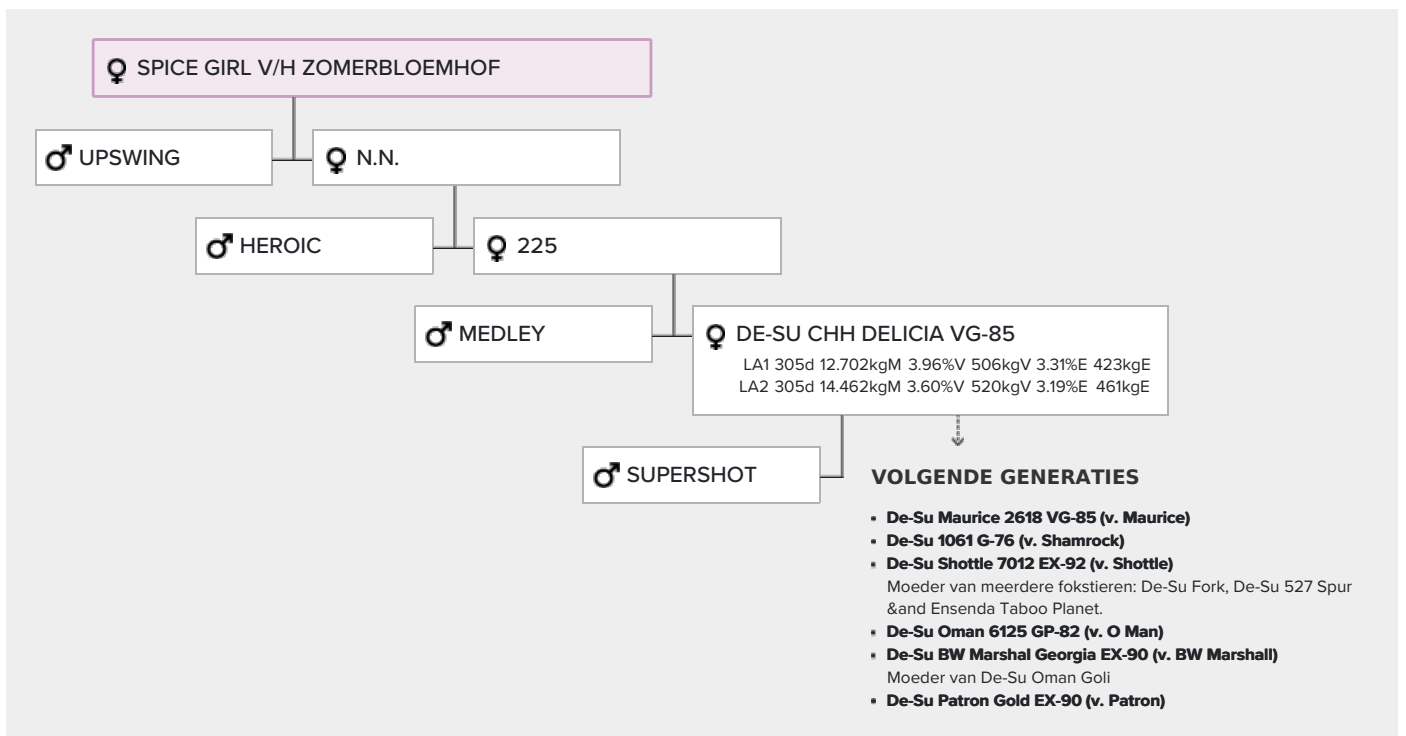 SPICE GIRL V/H ZOMERBLOEMHOF
UPSWING
N.N.
HEROIC
225
MEDLEY
DE-SU CHH DELICIA VG-85
LA1 305d 12.702kgM 3.96%V 506kgV 3.31%E 423kgE
LA2 305d 14.462kgM 3.60%V 520kgV 3.19%E 461kgE
SUPERSHOT
VOLGENDE GENERATIES
• De-Su Maurice 2618 VG-85 (v. Maurice)
• De-Su 1061 G-76 (v. Shamrock)
• De-Su Shottle 7012 EX-92 (v. Shottle)
Moeder van meerdere fokstieren: De-Su Fork, De-Su 527 Spur
&and Ensenda Taboo Planet.
• De-Su Oman 6125 GP-82 (v. O Man)
• De-Su BW Marshal Georgia EX-90 (v. BW Marshall)
Moeder van De-Su Oman Goli
• De-Su Patron Gold EX-90 (v. Patron)